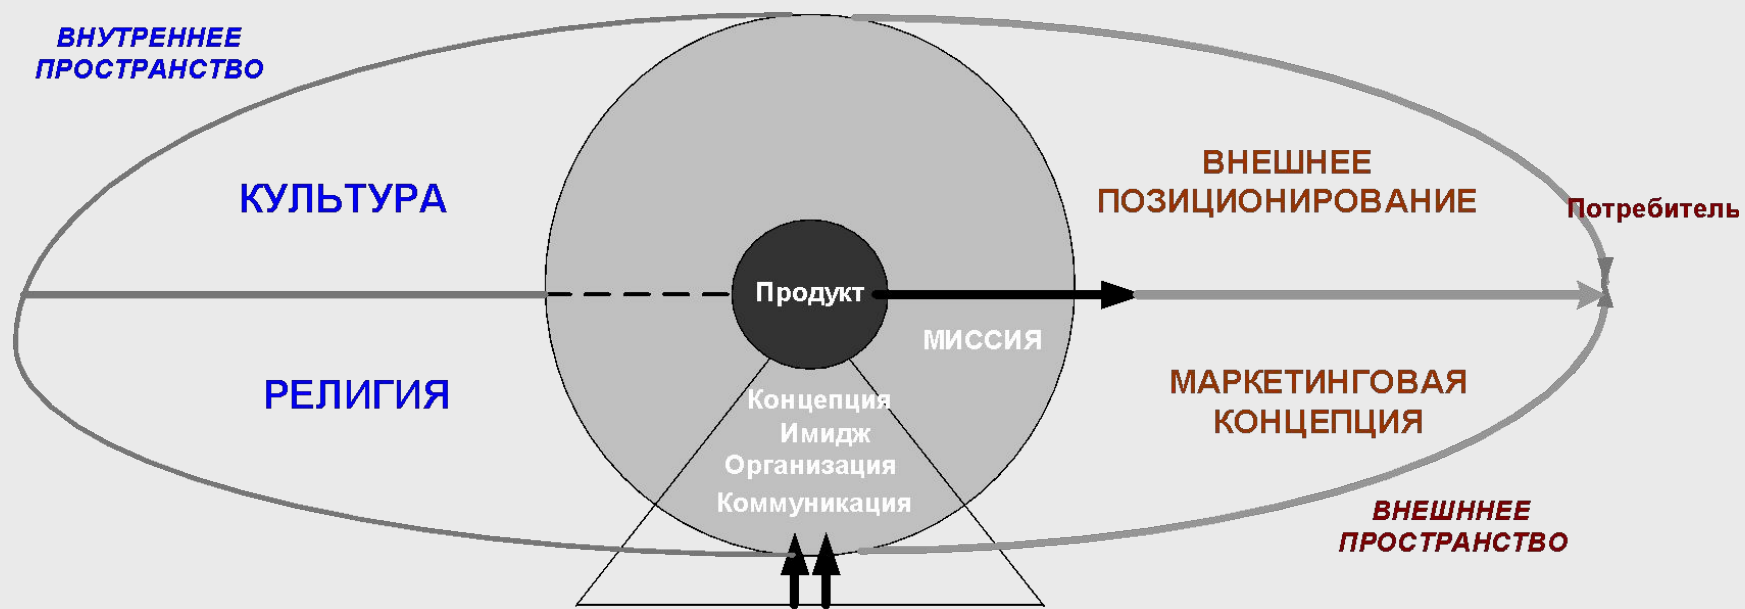 ВНУТРЕННЕЕ
ПРОСТРАНСТВО
КУЛЬТУРА
РЕЛИГИЯ
Продукт
МИССИЯ
Концепция
Имидж
Организация
Коммуникация
ВНЕШНЕЕ
ПОЗИЦИОНИРОВАНИЕ
Потребитель
МАРКЕТИНГОВАЯ
КОНЦЕПЦИЯ
ВНЕШННЕЕ
ПРОСТРАНСТВО